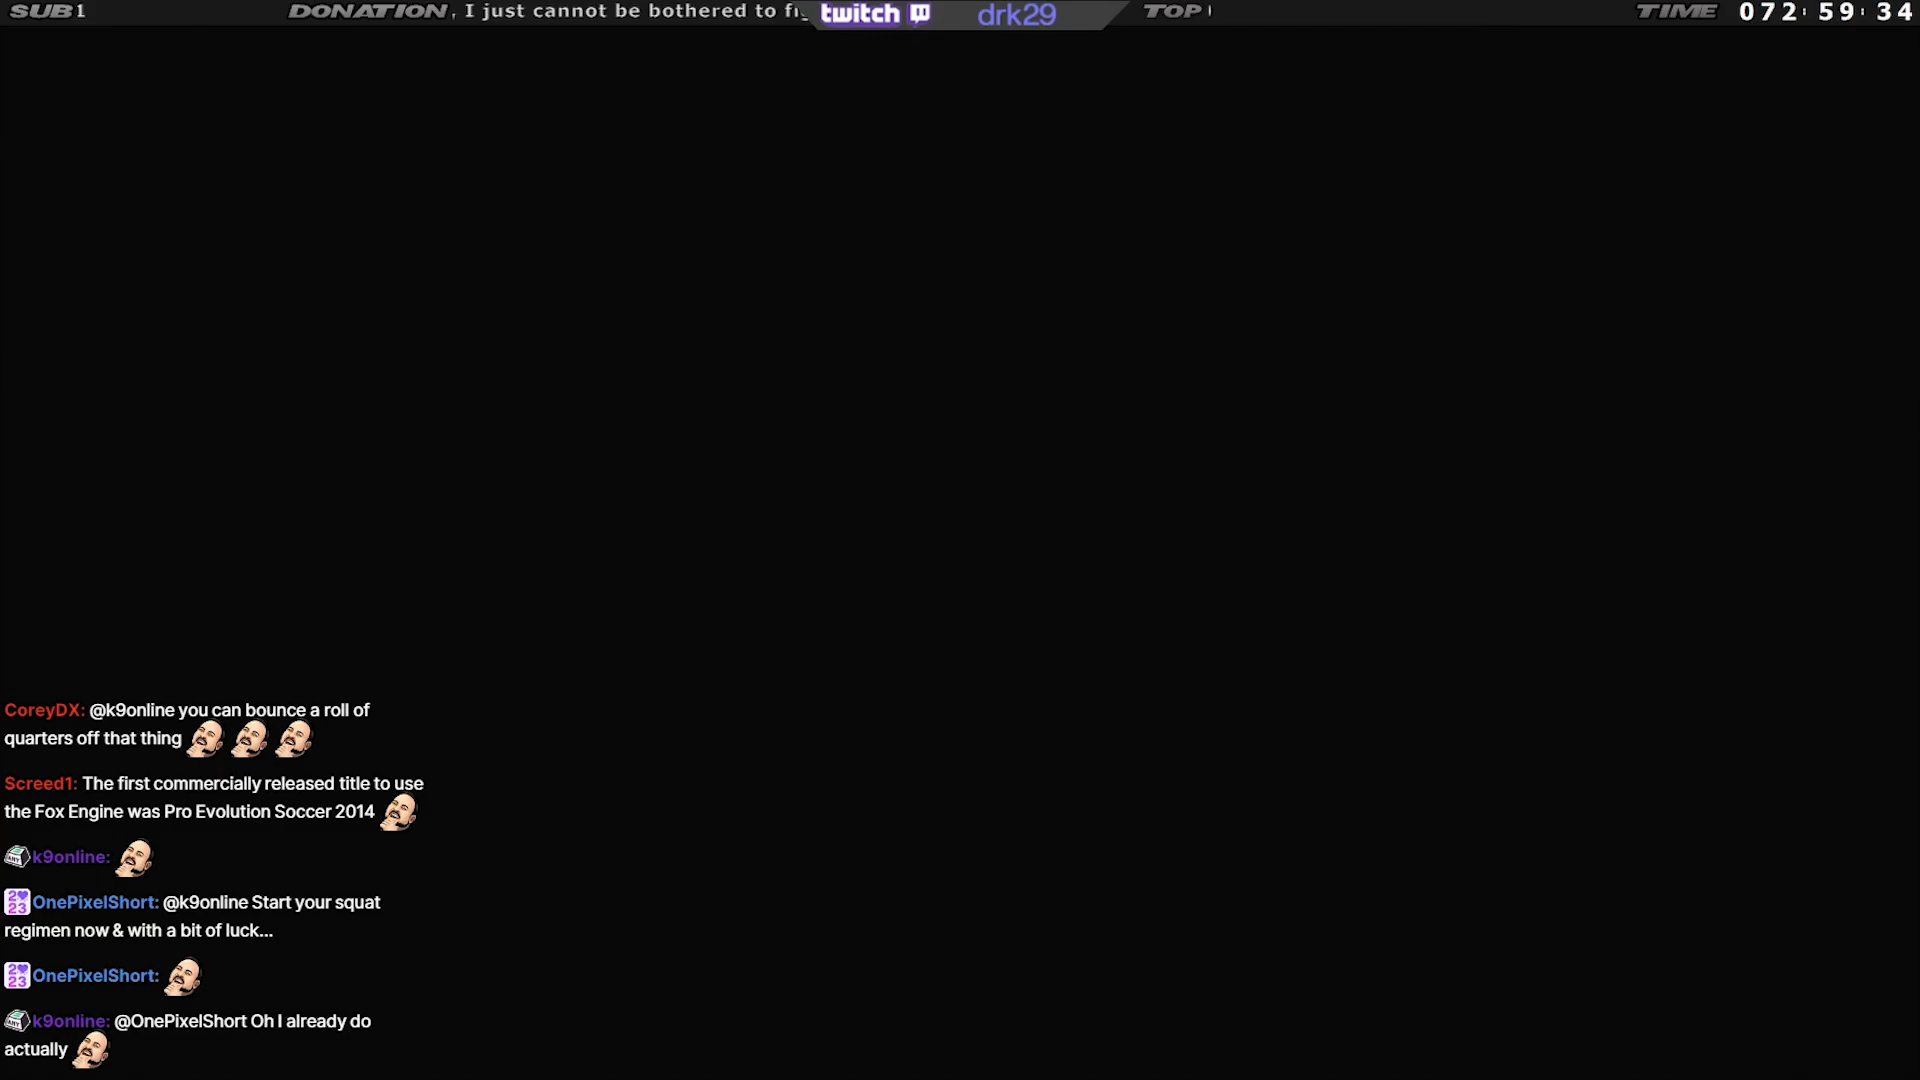 SUB 1 DONATION , I just cannot be bothered to twitch drk29 TOP TIME 072:59:34
CoreyDX: @k9online you can bounce a roll of
quarters off that thing
Screed1: The first commercially released title to use
the Fox Engine was Pro Evolution Soccer 2014
k9online:
2023 OnePixelShort: @k9online Start your squat
regimen now & with a bit of luck...
2023 OnePixelShort:
k9online: @OnePixelShort Oh I already do
actually